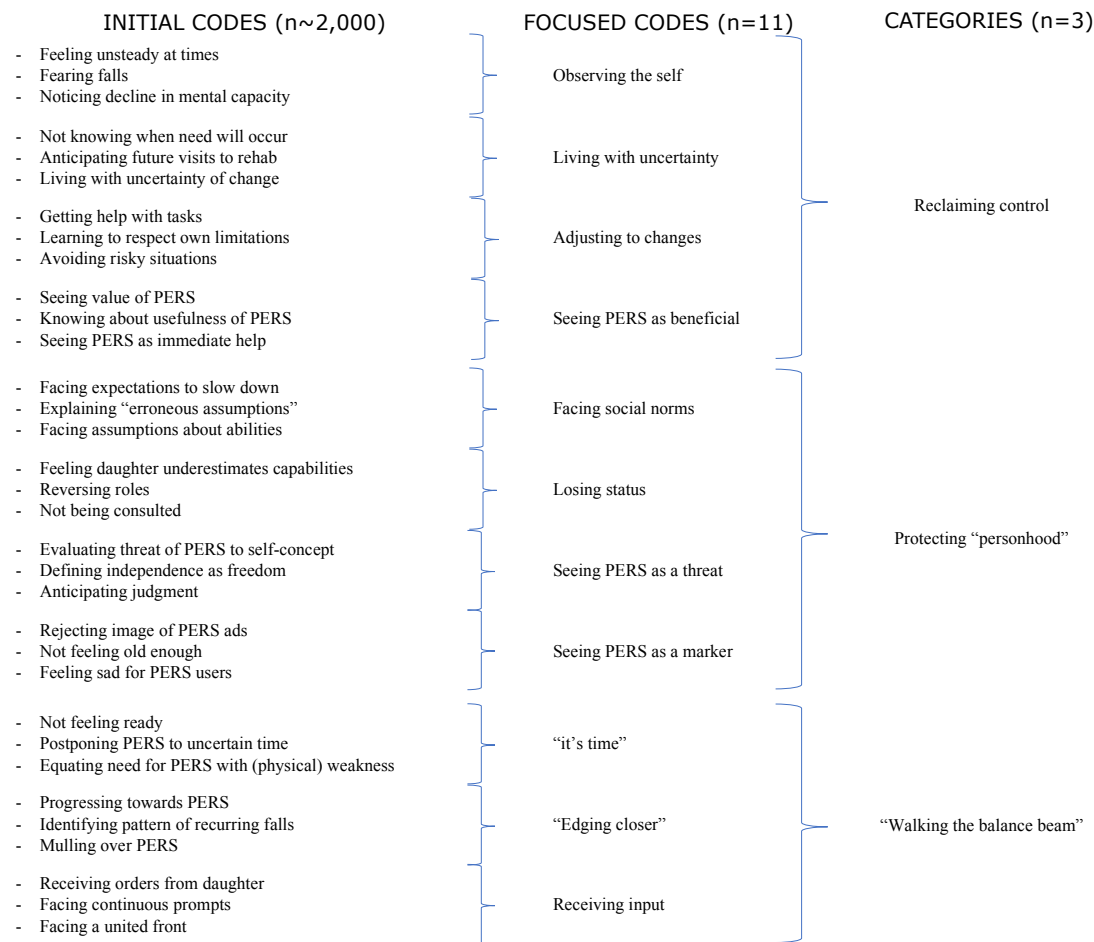 INITIAL CODES (n~2,000)
FOCUSED CODES (n=11)
CATEGORIES (n=3)
- Feeling unsteady at times
- Fearing falls
- Noticing decline in mental capacity
Observing the self
- Not knowing when need will occur
- Anticipating future visits to rehab
- Living with uncertainty of change
Living with uncertainty
- Getting help with tasks
- Learning to respect own limitations
- Avoiding risky situations
Adjusting to changes
- Seeing value of PERS
- Knowing about usefulness of PERS
- Seeing PERS as immediate help
Seeing PERS as beneficial
Reclaiming control
- Facing expectations to slow down
- Explaining “erroneous assumptions”
- Facing assumptions about abilities
Facing social norms
- Feeling daughter underestimates capabilities
- Reversing roles
- Not being consulted
Losing status
- Evaluating threat of PERS to self-concept
- Defining independence as freedom
- Anticipating judgment
Seeing PERS as a threat
- Rejecting image of PERS ads
- Not feeling old enough
- Feeling sad for PERS users
Seeing PERS as a marker
Protecting “personhood”
- Not feeling ready
- Postponing PERS to uncertain time
- Equating need for PERS with (physical) weakness
“it’s time”
- Progressing towards PERS
- Identifying pattern of recurring falls
- Mulling over PERS
“Edging closer”
- Receiving orders from daughter
- Facing continuous prompts
- Facing a united front
Receiving input
“Walking the balance beam”